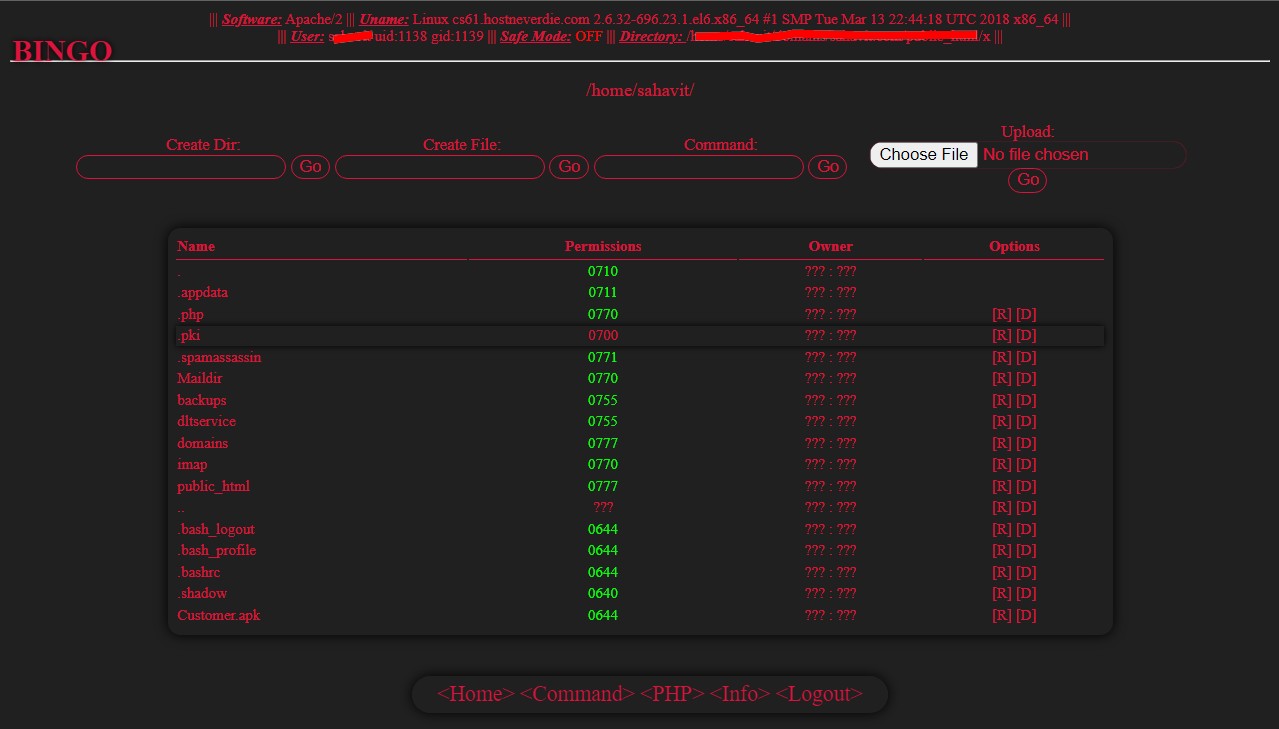 ||| Software: Apache/2 ||| Uname: Linux cs61.hostneverdie.com 2.6.32-696.23.1.el6.x86_64 #1 SMP Tue Mar 13 22:44:18 UTC 2018 x86_64 |||
||| User: uid:1138 gid:1139 ||| Safe Mode: OFF ||| Directory: /x |||
BINGO
/home/sahavit/
Create Dir: Create File: Command: Upload:
Go Go Go Choose File No file chosen
Go
Name Permissions Owner Options
. 0710 ??? : ???
.appdata 0711 ??? : ???
.php 0770 ??? : ??? [R] [D]
.pki 0700 ??? : ??? [R] [D]
.spamassassin 0771 ??? : ??? [R] [D]
Maildir 0770 ??? : ??? [R] [D]
backups 0755 ??? : ??? [R] [D]
dltservice 0755 ??? : ??? [R] [D]
domains 0777 ??? : ??? [R] [D]
imap 0770 ??? : ??? [R] [D]
public_html 0777 ??? : ??? [R] [D]
.. ??? ??? : ??? [R] [D]
.bash_logout 0644 ??? : ??? [R] [D]
.bash_profile 0644 ??? : ??? [R] [D]
.bashrc 0644 ??? : ??? [R] [D]
.shadow 0640 ??? : ??? [R] [D]
Customer.apk 0644 ??? : ??? [R] [D]
<Home> <Command> <PHP> <Info> <Logout>